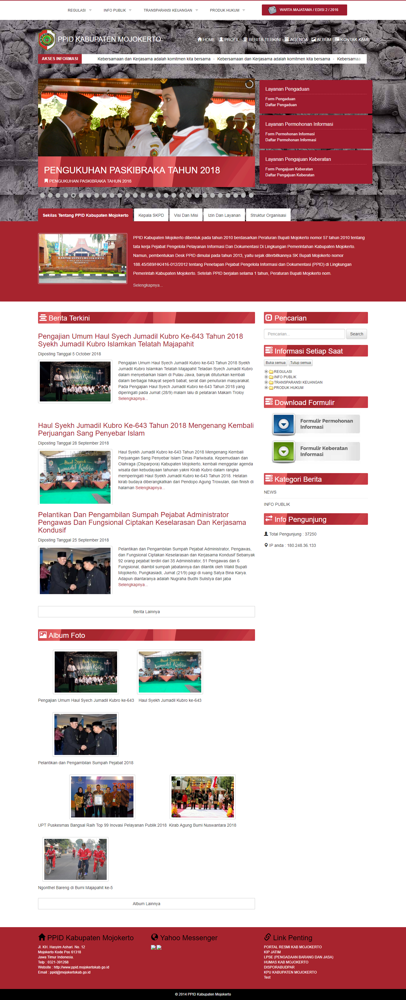 REGULASI
INFO PUBLIK
TRANSPARANSI KEUANGAN
PRODUK HUKUM
WARTA MAJATAMA / EDISI 2 / 2016
PPID KABUPATEN MOJOKERTO
HOME
PROFIL
BERITA TERKINI
AGENDA
ALBUM
KONTAK KAMI
AKSES INFORMASI
Kebersamaan dan Kerjasama adalah komitmen kita bersama • Kebersamaan dan Kerjasama adalah komitmen kita bersama • Kebersamaa
PENGUKUHAN PASKIBRAKA TAHUN 2018
PENGUKUHAN PASKIBRAKA TAHUN 2018
Layanan Pengaduan
Form Pengaduan
Daftar Pengaduan
Layanan Permohonan Informasi
Form Permohonan Informasi
Daftar Permohonan Informasi
Layanan Pengajuan Keberatan
Form Pengajuan Keberatan
Daftar Pengajuan Keberatan
Sekilas Tentang PPID Kabupaten Mojokerto
Kepala SKPD
Visi Dan Misi
Izin Dan Layanan
Struktur Organisasi
KANTOR BUPATI MOJOKERTO
MOJOKERTO
PPID Kabupaten Mojokerto dibentuk pada tahun 2010 berdasarkan Peraturan Bupati Mojokerto nomor 57 tahun 2010 tentang
tata kerja Pejabat Pengelola Pelayanan Informasi Dan Dokumentasi Di Lingkungan Pemerintahan Kabupaten Mojokerto.
Namun, pembentukan Desk PPID dimulai pada tahun 2013, yaitu sejak diterbitkannya SK Bupati Mojokerto nomor
188.45/589/HK/416-012/2012 tentang Penetapan Pejabat Pengelola Informasi dan Dokumentasi (PPID) di Lingkungan
Pemerintah Kabupaten Mojokerto. Setelah PPID berjalan selama 1 tahun, Peraturan Bupati Mojokerto nom.
Selengkapnya...
Berita Terkini
Pengajian Umum Haul Syech Jumadil Kubro Ke-643 Tahun 2018
Syekh Jumadil Kubro Islamkan Telatah Majapahit
Diposting Tanggal 5 October 2018
Haul Syech
Jumadil Kubro
Pengajian Umum Haul Syech Jumadil Kubro ke-643 Tahun 2018 Syekh
Jumadil Kubro Islamkan Telatah Majapahit Teladan Syech Jumadil Kubro
dalam menyebarkan Islam di Pulau Jawa, banyak dituturkan kembali
dalam berbagai hikayat seperti babat, serat dan penuturan masyarakat.
Pada Pengajian Haul Syech Jumadil Kubro ke-643 Tahun 2018 yang
diperingati pada Jumat (28/9) malam lalu di pelataran Makam Troloy
Selengkapnya...
Haul Syekh Jumadil Kubro Ke-643 Tahun 2018 Mengenang Kembali
Perjuangan Sang Penyebar Islam
Diposting Tanggal 28 September 2018
Haul Syech
Jumadil Kubro
Haul Syekh Jumadil Kubro ke-643 Tahun 2018 Mengenang Kembali
Perjuangan Sang Penyebar Islam Dinas Pariwisata, Kepemudaan dan
Olahraga (Disparpora) Kabupaten Mojokerto, kembali menggelar agenda
wisata dan kebudayaan tahunan yakni Kirab Kubro dalam rangka
memperingati Haul Syekh Jumadil Kubro ke-643 Tahun 2018. Helatan
kirab budaya diberangkatkan dari Pendopo Agung Trowulan, dan finish di
halaman Selengkapnya...
Pelantikan Dan Pengambilan Sumpah Pejabat Administrator
Pengawas Dan Fungsional Ciptakan Keselarasan Dan Kerjasama
Kondusif
Diposting Tanggal 25 September 2018
Pelantikan dan Pengambilan Sumpah Pejabat Administrator, Pengawas,
dan Fungsional Ciptakan Keselarasan dan Kerjasama Kondusif Sebanyak
92 orang pejabat terdiri dari 35 Administrator, 51 Pengawas dan 6
Fungsional, diambil sumpah jabatannya dan dilantik oleh Wakil Bupati
Mojokerto, Pungkasiadi, Jumat (21/9) pagi di ruang Satya Bina Karya.
Adapun diantaranya adalah Nugraha Budhi Sulistya dari jaba
Selengkapnya...
Berita Lainnya
Pencarian
Pencarian...
Search
Informasi Setiap Saat
Buka semua
Tutup semua
REGULASI
INFO PUBLIK
TRANSPARANSI KEUANGAN
PRODUK HUKUM
Download Formulir
Formulir Permohonan
Informasi
Formulir Keberatan
Informasi
Kategori Berita
NEWS
INFO PUBLIK
Info Pengunjung
Total Pengunjung : 37250
IP anda : 180.248.36.133
Album Foto
Haul Syech
Jumadil Kubro
Haul Syech
Jumadil Kubro
Pengajian Umum Haul Syech Jumadil Kubro ke-643
Haul Syekh Jumadil Kubro ke-643
Pelantikan dan Pengambilan Sumpah Pejabat 2018
TOP 99
UPT Puskesmas Bangsal Raih Top 99 Inovasi Pelayanan Publik 2018
Kirab Agung Bumi Nuswantara 2018
Ngonthel Bareng di Bumi Majapahit ke-5
Album Lainnya
PPID Kabupaten Mojokerto
Jl. KH. Hasyim Ashari. No. 12
Mojokerto Kode Pos 61318
Jawa Timur Indonesia.
Telp : 0321-391268
Website : http://www.ppid.mojokertokab.go.id
Email : ppid@mojokertokab.go.id
Yahoo Messenger
Link Penting
PORTAL RESMI KAB MOJOKERTO
KIP JATIM
LPSE (PENGADAAN BARANG DAN JASA)
HUMAS KAB MOJOKERTO
DISPORABUDPAR
KPU KABUPATEN MOJOKERTO
Test
© 2014 PPID Kabupaten Mojokerto